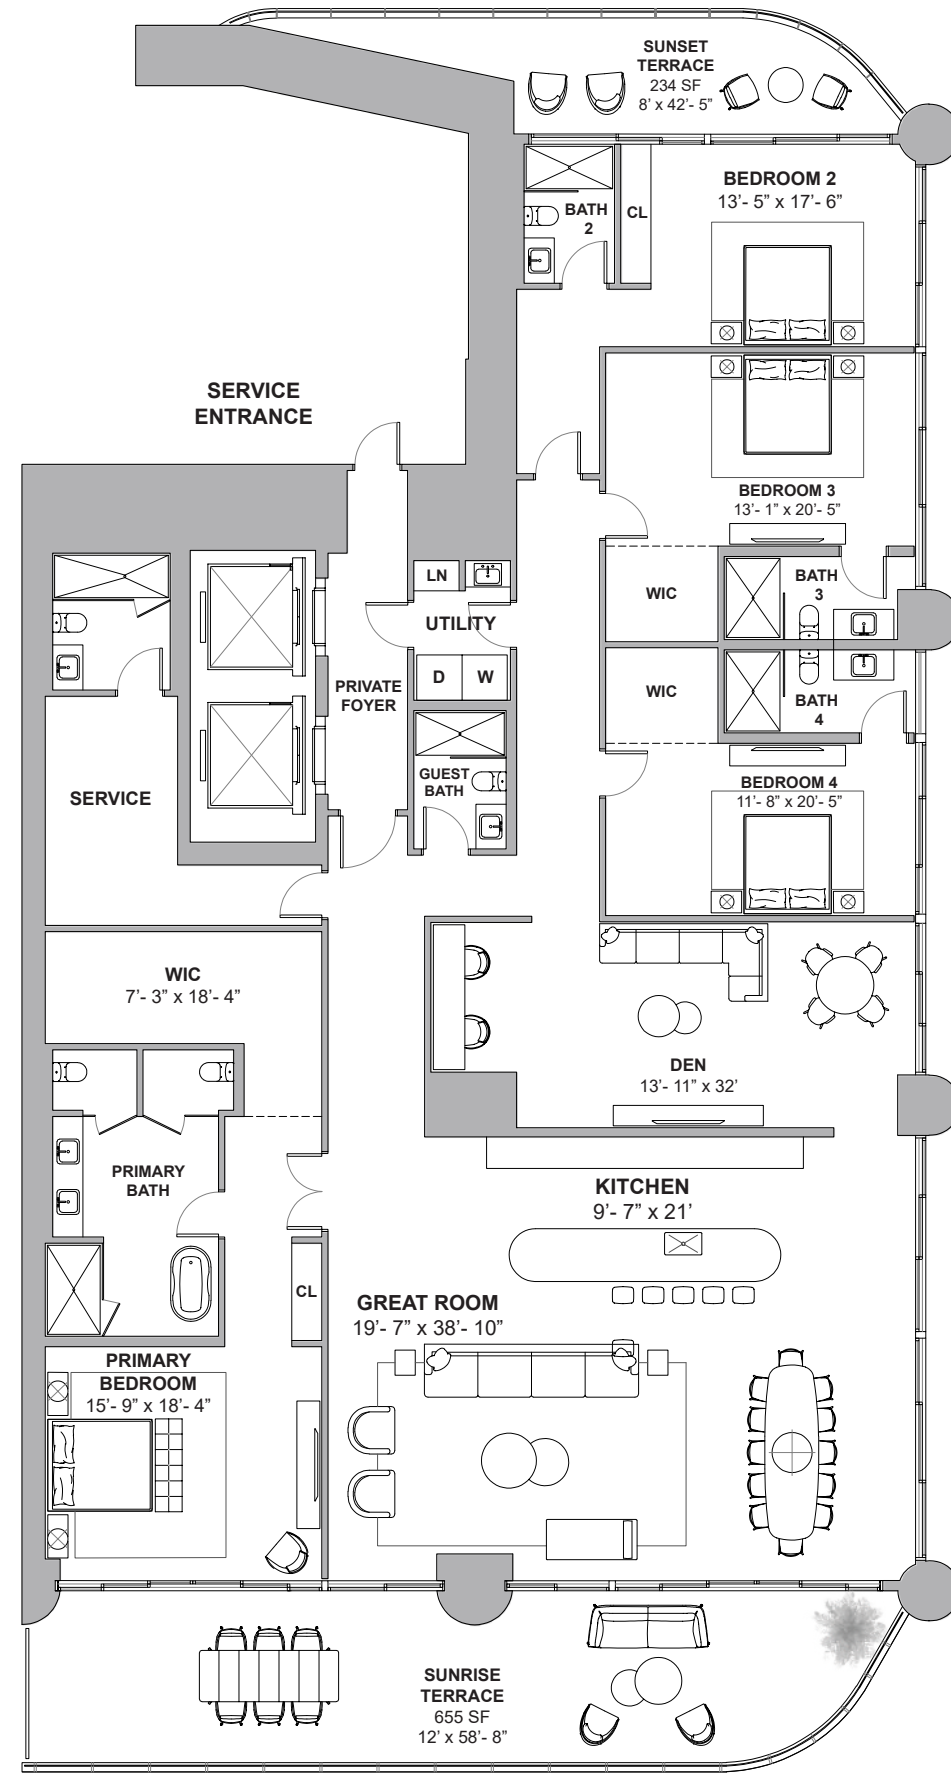 SUNSET
TERRACE
234 SF
8’ x 42’- 5”
BEDROOM 2
13’- 5” x 17’- 6”
BATH
2
CL
SERVICE
ENTRANCE
BEDROOM 3
13’- 1” x 20’- 5”
LN
UTILITY
WIC
BATH
3
D
W
PRIVATE
FOYER
WIC
BATH
4
GUEST
BATH
SERVICE
BEDROOM 4
11’- 8” x 20’- 5”
WIC
7’- 3” x 18’- 4”
DEN
13’- 11” x 32’
PRIMARY
BATH
KITCHEN
9’- 7” x 21’
CL
GREAT ROOM
19’- 7” x 38’- 10”
PRIMARY
BEDROOM
15’- 9” x 18’- 4”
SUNRISE
TERRACE
655 SF
12’ x 58’- 8”